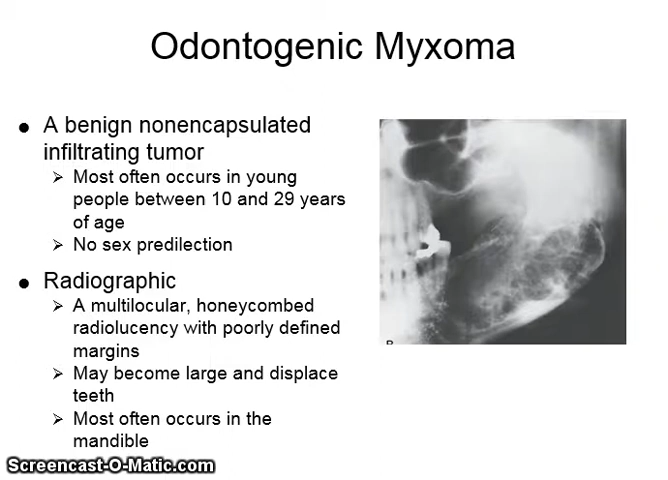 Odontogenic Myxoma
● A benign nonencapsulated
infiltrating tumor
➢ Most often occurs in young
people between 10 and 29 years
of age
➢ No sex predilection
● Radiographic
➢ A multilocular, honeycombed
radiolucency with poorly defined
margins
➢ May become large and displace
teeth
➢ Most often occurs in the
mandible
Screencast-O-Matic.com